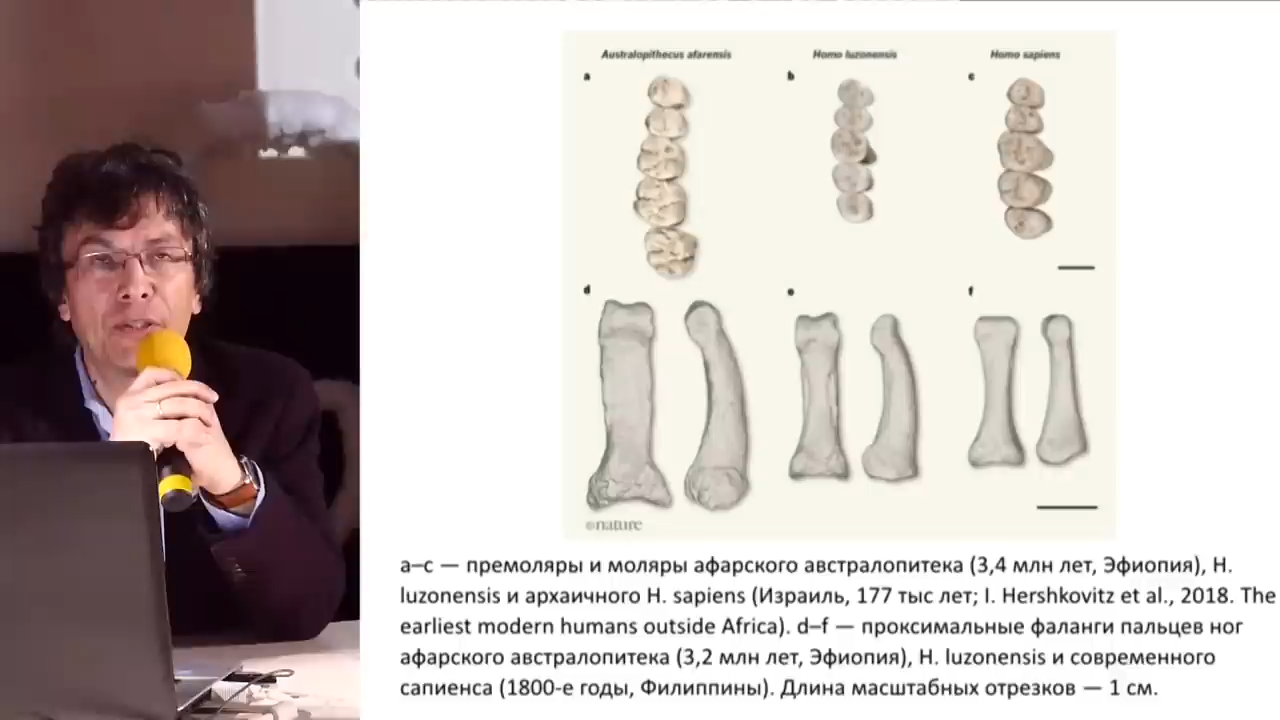 Australopithecus afarensis Homo luzonensis Homo sapiens
a b c
d e f
©nature
a–c — премоляры и моляры афарского австралопитека (3,4 млн лет, Эфиопия), H.
luzonensis и архаичного H. sapiens (Израиль, 177 тыс лет; I. Hershkovitz et al., 2018. The
earliest modern humans outside Africa). d–f — проксимальные фаланги пальцев ног
афарского австралопитека (3,2 млн лет, Эфиопия), H. luzonensis и современного
сапиенса (1800-е годы, Филиппины). Длина масштабных отрезков — 1 см.